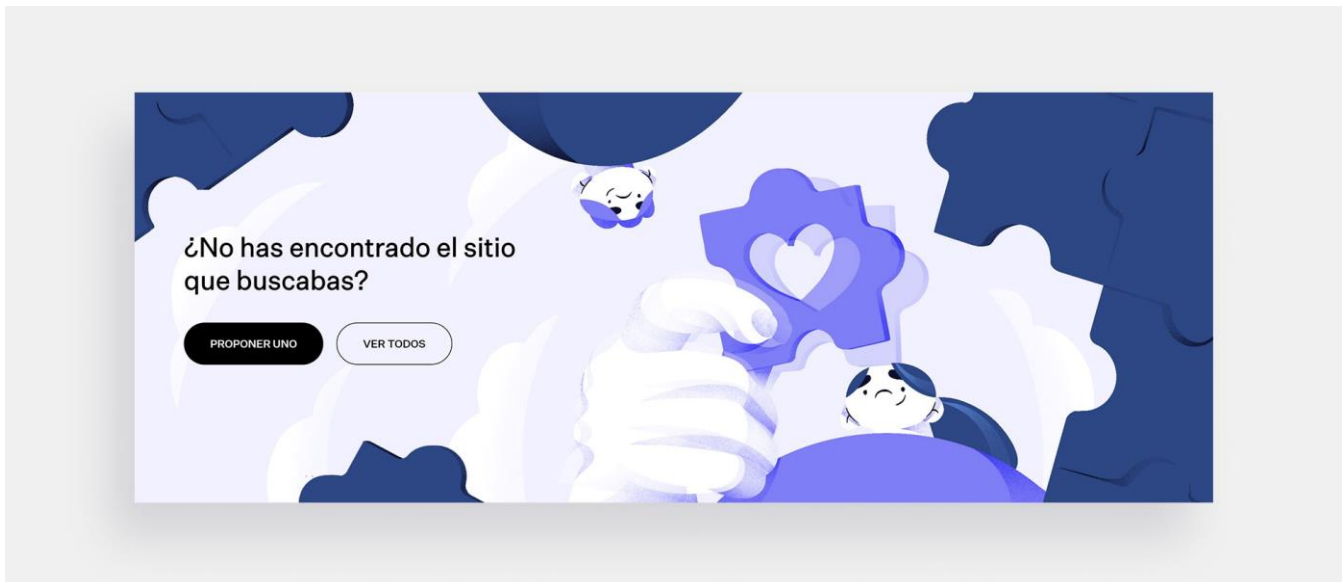 ¿No has encontrado el sitio
que buscabas?
PROPONER UNO
VER TODOS